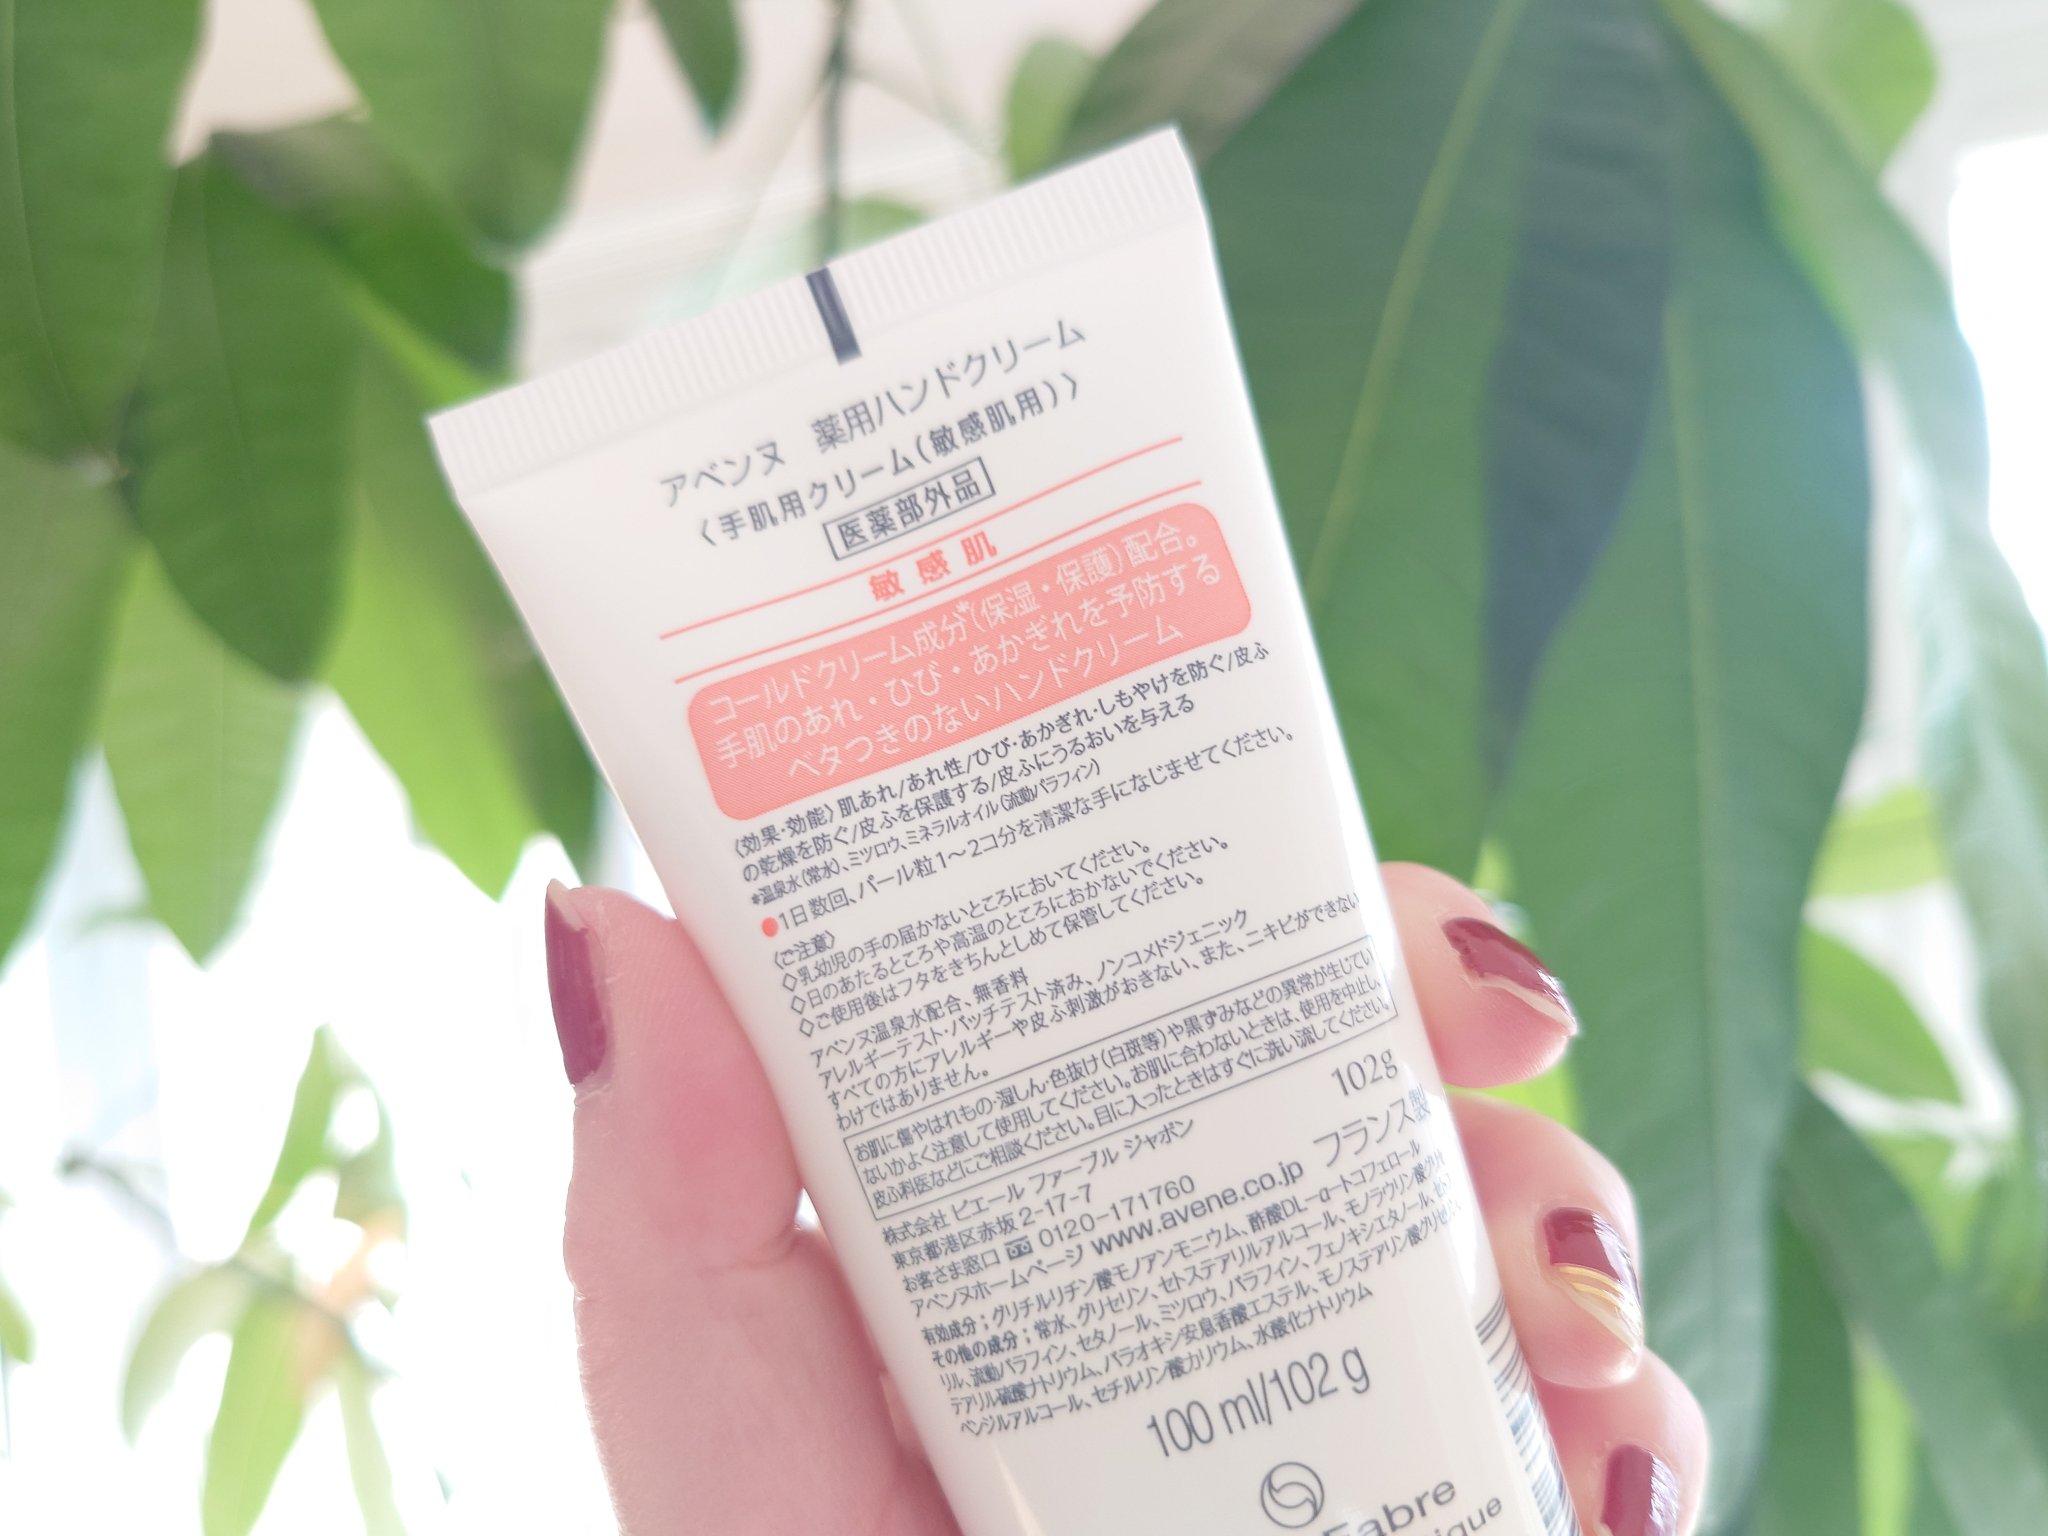 アベンヌ 薬用ハンドクリーム
〈手肌用クリーム(敏感肌用)〉
医薬部外品
敏感肌
コールドクリーム成分*(保湿・保護)配合。
手肌のあれ・ひび・あかぎれを予防する
ベタつきのないハンドクリーム
〈効果・効能〉肌あれ/あれ性/ひび・あかぎれ・しもやけを防ぐ/皮ふ
の乾燥を防ぐ/皮ふを保護する/皮ふにうるおいを与える
*温泉水(常水)、ミツロウ、ミネラルオイル(流動パラフィン)
●1日数回、パール粒1〜2コ分を清潔な手になじませてください。
〈ご注意〉
◇乳幼児の手の届かないところにおいてください。
◇日のあたるところや高温のところにおかないでください。
◇ご使用後はフタをきちんとしめて保管してください。
アベンヌ温泉水配合、無香料
アレルギーテスト・パッチテスト済み、ノンコメドジェニック
すべての方にアレルギーや皮ふ刺激がおきない、また、ニキビができない
わけではありません。
お肌に傷やはれもの・湿しん・色抜け(白斑等)や黒ずみなどの異常が生じてい
ないかよく注意して使用してください。お肌に合わないときは、使用を中止し、
皮ふ科医などにご相談ください。目に入ったときはすぐに洗い流してください。
102g
株式会社 ピエール ファーブル ジャポン
東京都港区赤坂2-17-7
お客さま窓口 0120-171760
アベンヌホームページ www.avene.co.jp フランス製
有効成分；グリチルリチン酸モノアンモニウム、酢酸DL-α-トコフェロール
その他の成分；常水、グリセリン、セトステアリルアルコール、モノラウリン酸
リル、流動パラフィン、セタノール、ミツロウ、パラフィン、フェノキシエタノール、
テアリル硫酸ナトリウム、パラオキシ安息香酸エステル、モノステアリン酸グリセリン、
ベンジルアルコール、セチルリン酸カリウム、水酸化ナトリウム
100 ml/102 g
Fabre